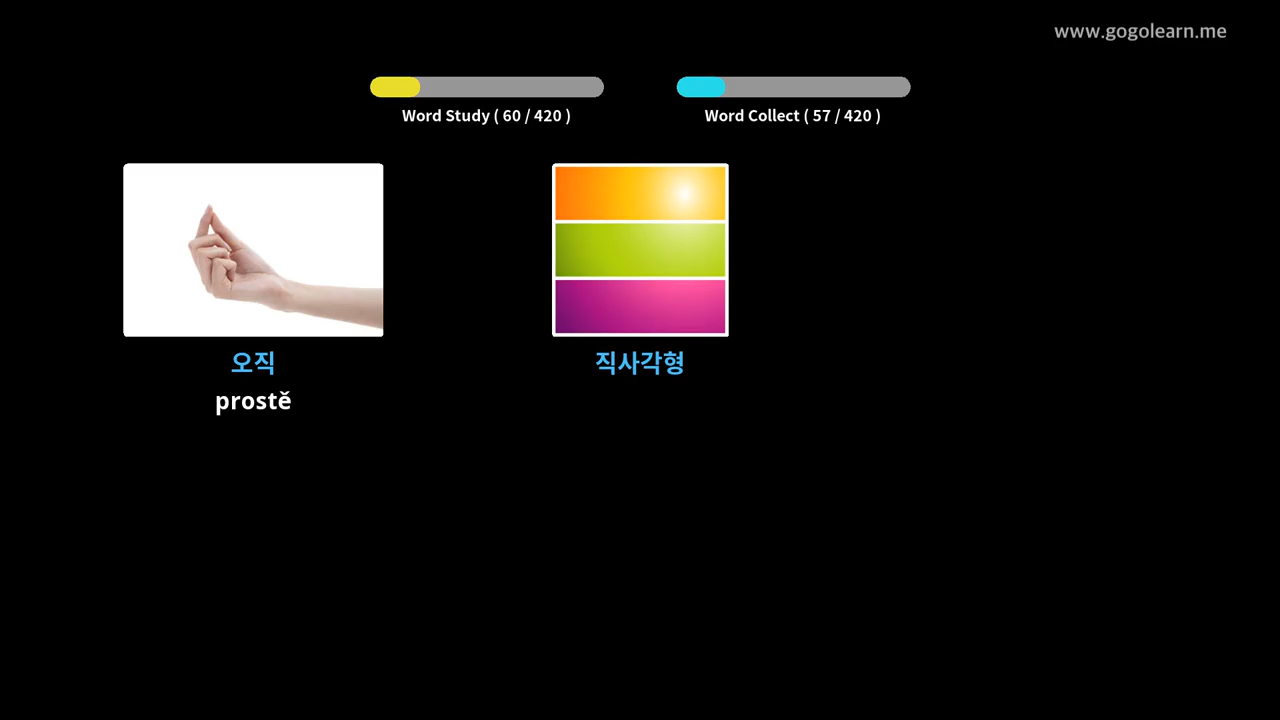 www.gogolearn.me
Word Study ( 60 / 420 )
Word Collect ( 57 / 420 )
오직
직사각형
prostě